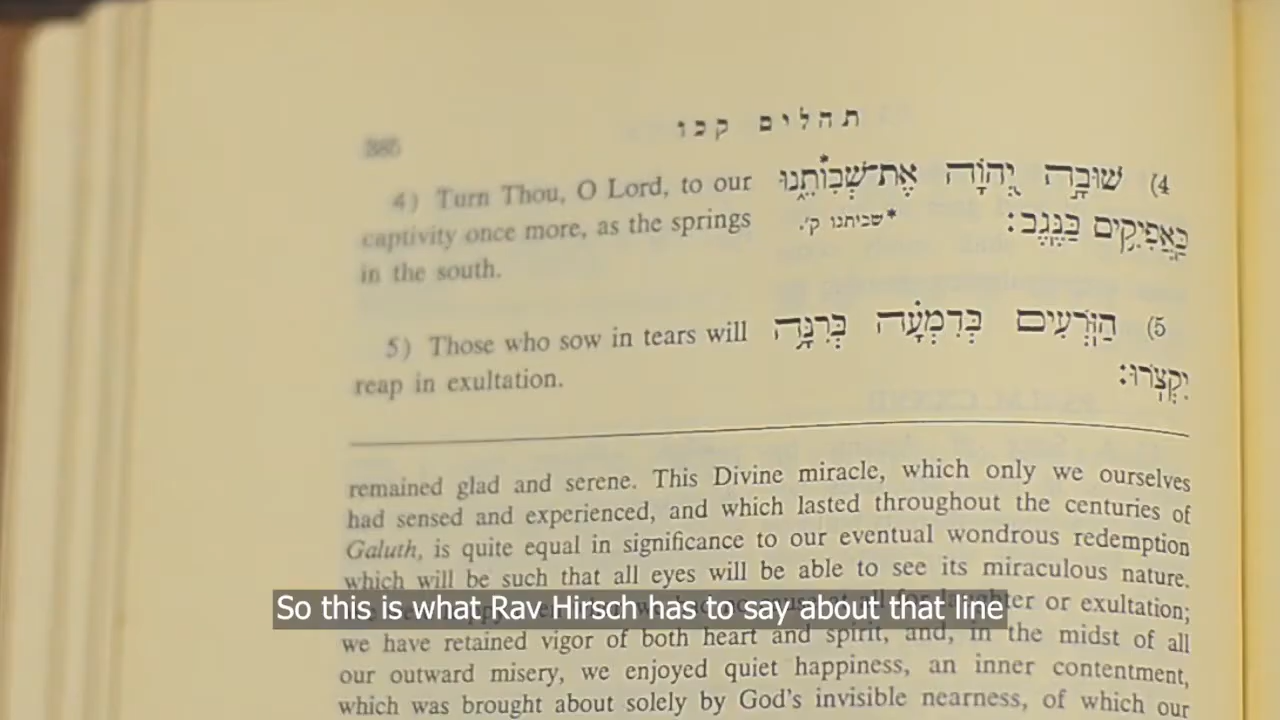 תהלים קכו
385
4) Turn Thou, O Lord, to our
captivity once more, as the springs
in the south.
4) שׁוּבָ֣ה יְ֭הֹוָה אֶת־שְׁבִותֵ֑נוּ*
כַּאֲפִיקִ֥ים בַּנֶּֽגֶב: *שביתנו ק'.
5) Those who sow in tears will
reap in exultation.
5) הַזֹּרְעִ֥ים בְּדִמְעָ֗ה בְּרִנָּ֥ה
יִקְצֹֽרוּ:
remained glad and serene. This Divine miracle, which only we ourselves
had sensed and experienced, and which lasted throughout the centuries of
Galuth, is quite equal in significance to our eventual wondrous redemption
which will be such that all eyes will be able to see its miraculous nature.
or exultation;
So this is what Rav Hirsch has to say about that line
we have retained vigor of both heart and spirit, and, in the midst of all
our outward misery, we enjoyed quiet happiness, an inner contentment,
which was brought about solely by God's invisible nearness, of which our